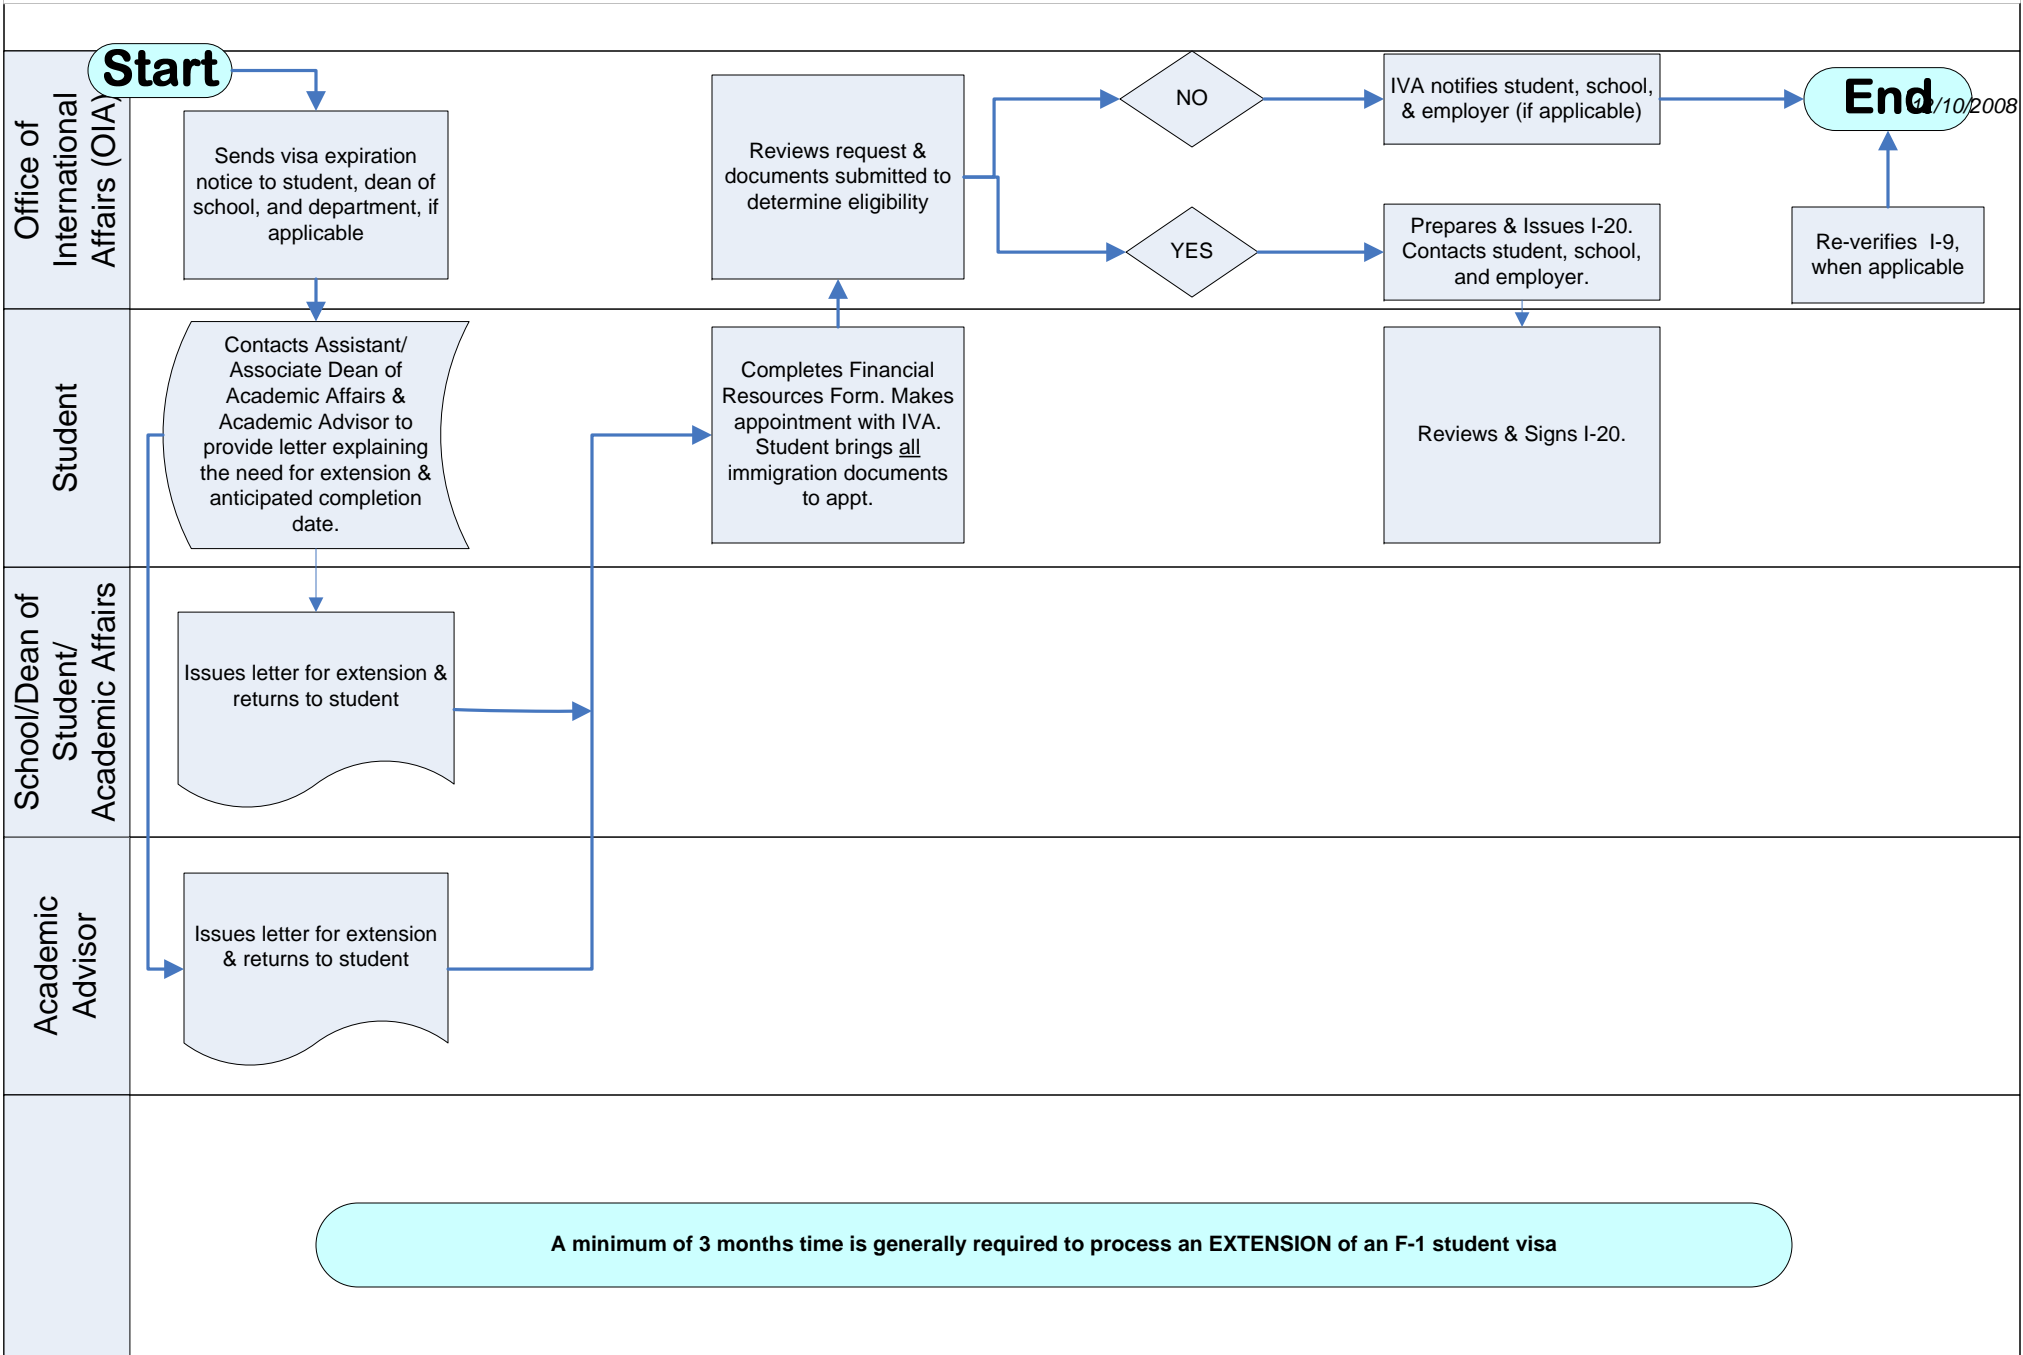 Start
Office of
International
Affairs (OIA)
Sends visa expiration
notice to student, dean of
school, and department, if
applicable
Reviews request &
documents submitted to
determine eligibility
NO
IVA notifies student, school,
& employer (if applicable)
End
/10/2008
YES
Prepares & Issues I-20.
Contacts student, school,
and employer.
Re-verifies I-9,
when applicable
Student
Contacts Assistant/
Associate Dean of
Academic Affairs &
Academic Advisor to
provide letter explaining
the need for extension &
anticipated completion
date.
Completes Financial
Resources Form. Makes
appointment with IVA.
Student brings all
immigration documents
to appt.
Reviews & Signs I-20.
School/Dean of
Student/
Academic Affairs
Issues letter for extension &
returns to student
Academic
Advisor
Issues letter for extension
& returns to student
A minimum of 3 months time is generally required to process an EXTENSION of an F-1 student visa